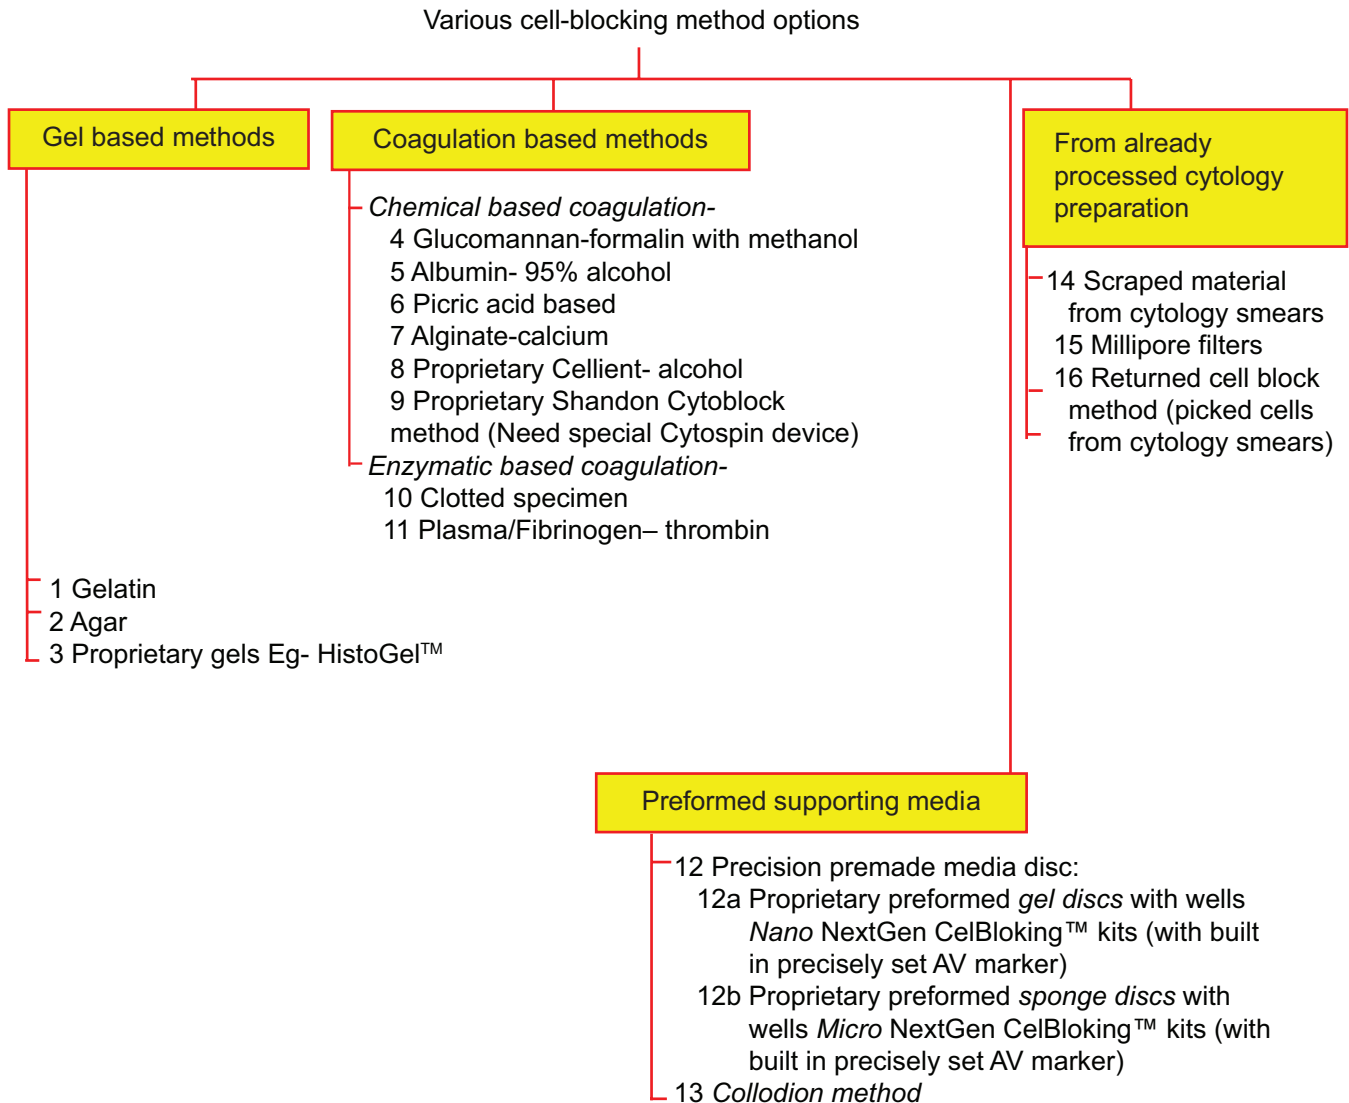 Various cell-blocking method options
Gel based methods
Coagulation based methods
From already
processed cytology
preparation
Chemical based coagulation-
4 Glucomannan-formalin with methanol
5 Albumin- 95% alcohol
6 Picric acid based
7 Alginate-calcium
8 Proprietary Cellient- alcohol
9 Proprietary Shandon Cytoblock
method (Need special Cytospin device)
Enzymatic based coagulation-
10 Clotted specimen
11 Plasma/Fibrinogen– thrombin
14 Scraped material
from cytology smears
15 Millipore filters
16 Returned cell block
method (picked cells
from cytology smears)
1 Gelatin
2 Agar
3 Proprietary gels Eg- HistoGel™
Preformed supporting media
12 Precision premade media disc:
12a Proprietary preformed gel discs with wells
Nano NextGen CelBloking™ kits (with built
in precisely set AV marker)
12b Proprietary preformed sponge discs with
wells Micro NextGen CelBloking™ kits (with
built in precisely set AV marker)
13 Collodion method